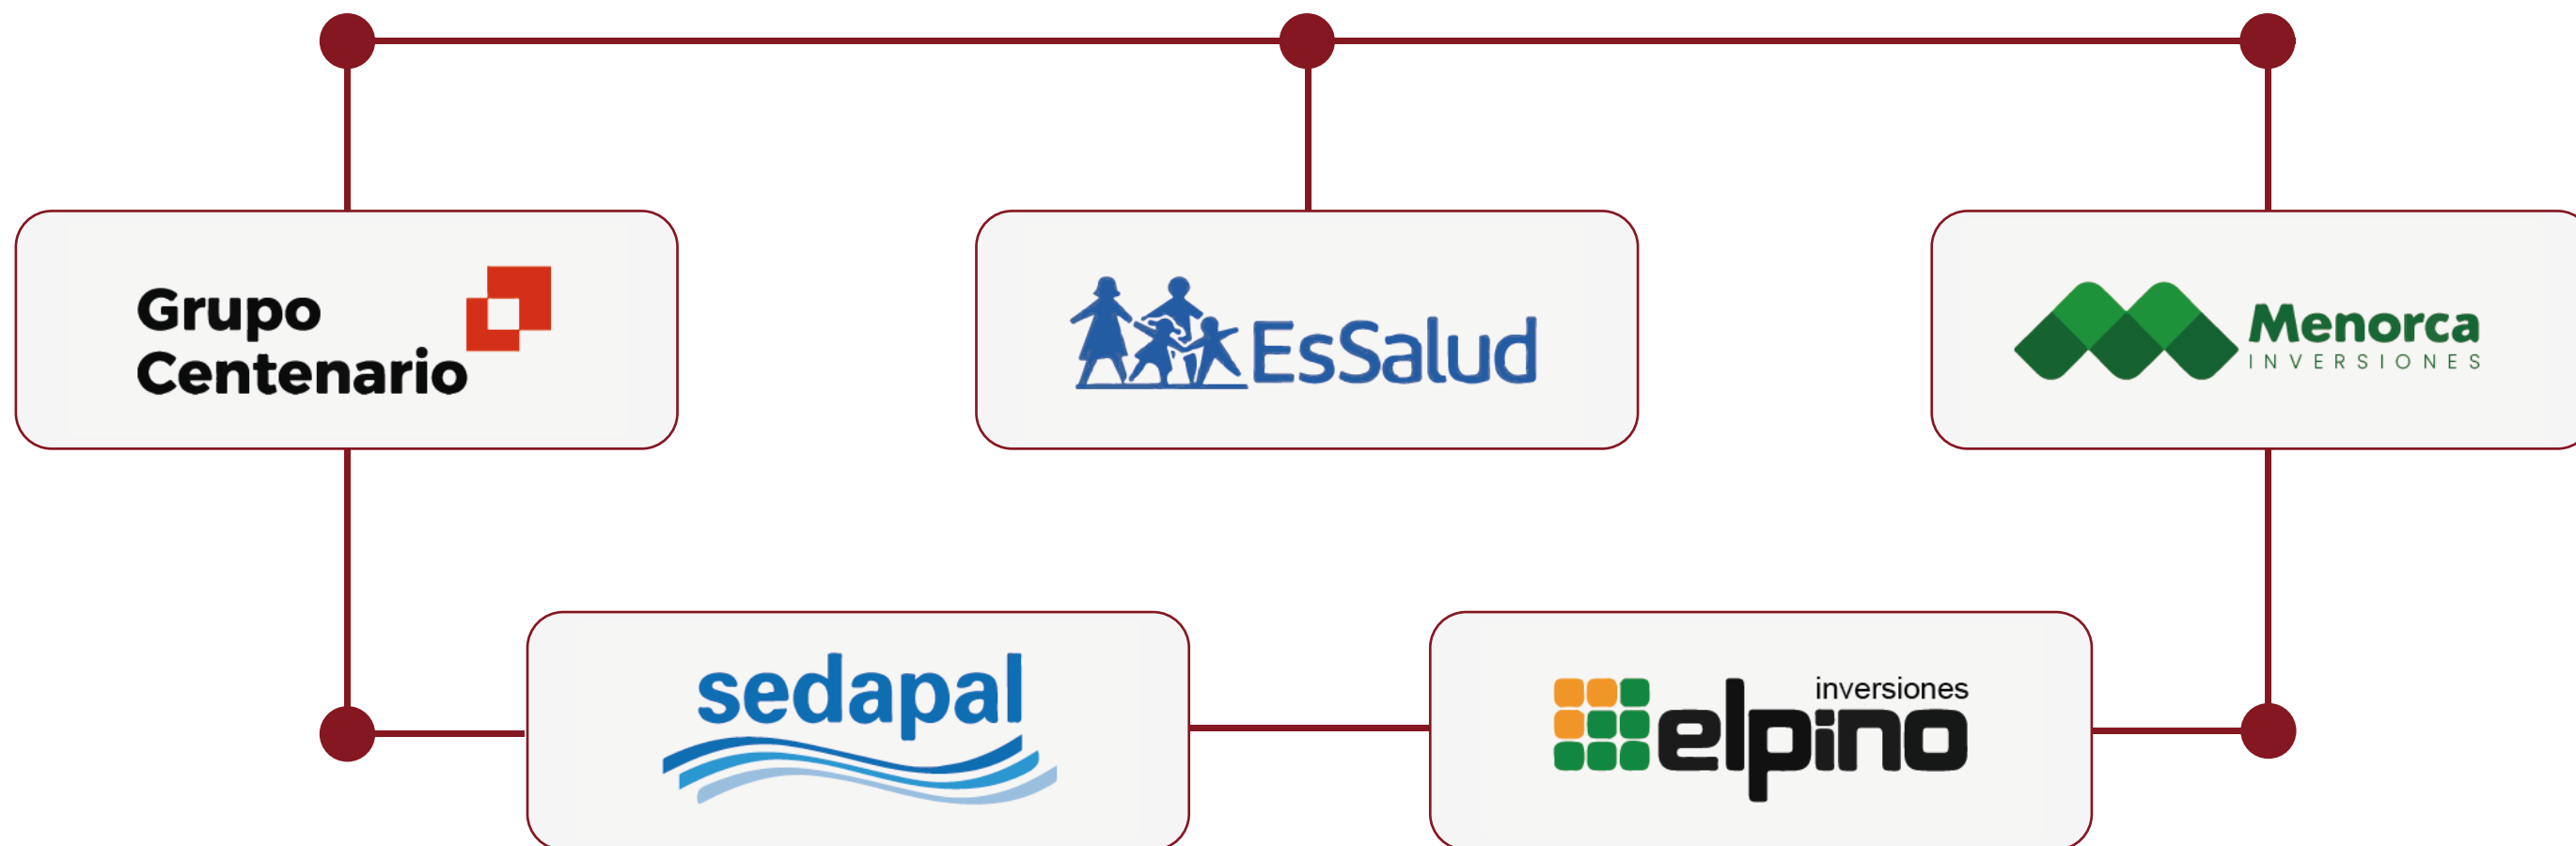 Grupo
Centenario
EsSalud
Menorca
INVERSIONES
sedapal
inversiones
elpino